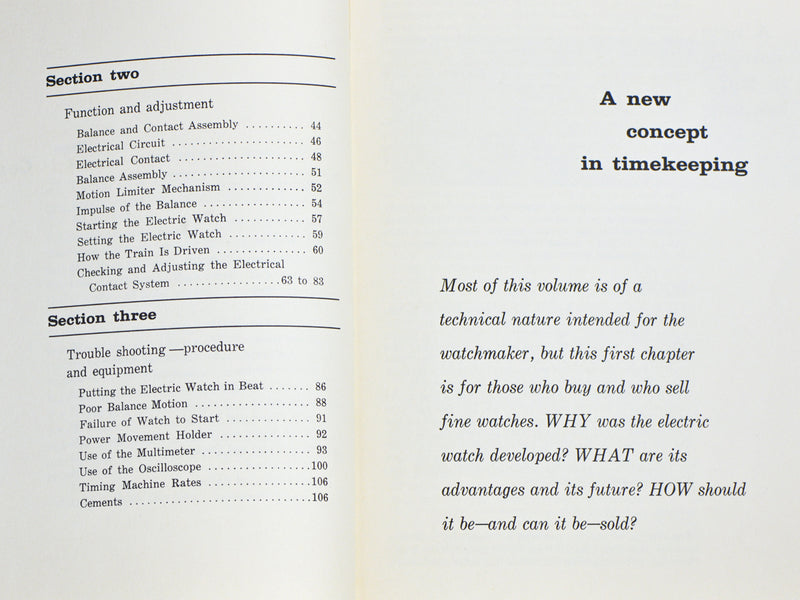 Section two
Function and adjustment
Balance and Contact Assembly .......... 44
Electrical Circuit .................... 46
Electrical Contact ................... 48
Balance Assembly .................... 51
Motion Limiter Mechanism ............ 52
Impulse of the Balance ................ 54
Starting the Electric Watch ........... 57
Setting the Electric Watch ............ 59
How the Train Is Driven .............. 60
Checking and Adjusting the Electrical
Contact System .................63 to 83
Section three
Trouble shooting—procedure
and equipment
Putting the Electric Watch in Beat ....... 86
Poor Balance Motion .................. 88
Failure of Watch to Start .............. 91
Power Movement Holder .............. 92
Use of the Multimeter ................. 93
Use of the Oscilloscope .................100
Timing Machine Rates .................106
Cements ..............................106
A new
concept
in timekeeping
Most of this volume is of a
technical nature intended for the
watchmaker, but this first chapter
is for those who buy and who sell
fine watches. WHY was the electric
watch developed? WHAT are its
advantages and its future? HOW should
it be—and can it be—sold?